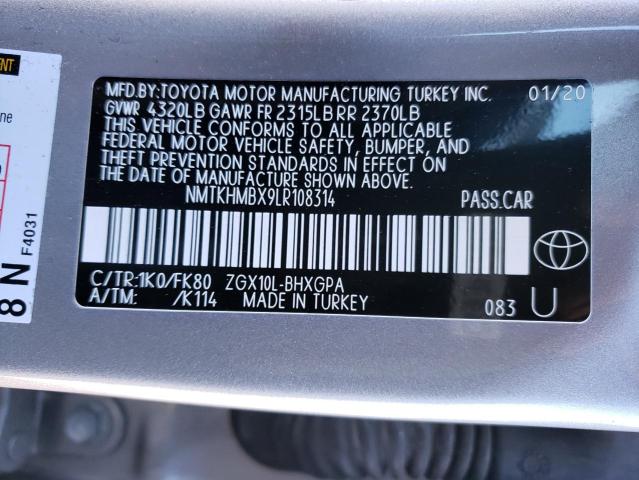 MFD.BY:TOYOTA MOTOR MANUFACTURING TURKEY INC. 01/20
GVWR 4320LB GAWR FR 2315LB RR 2370LB
THIS VEHICLE CONFORMS TO ALL APPLICABLE
FEDERAL MOTOR VEHICLE SAFETY, BUMPER, AND
THEFT PREVENTION STANDARDS IN EFFECT ON
THE DATE OF MANUFACTURE SHOWN ABOVE.
NMTKHMBX9LR108314 PASS.CAR
C/TR:1K0/FK80 ZGX10L-BHXGPA
A/TM: /K114 MADE IN TURKEY
083 U
8 N
F4031